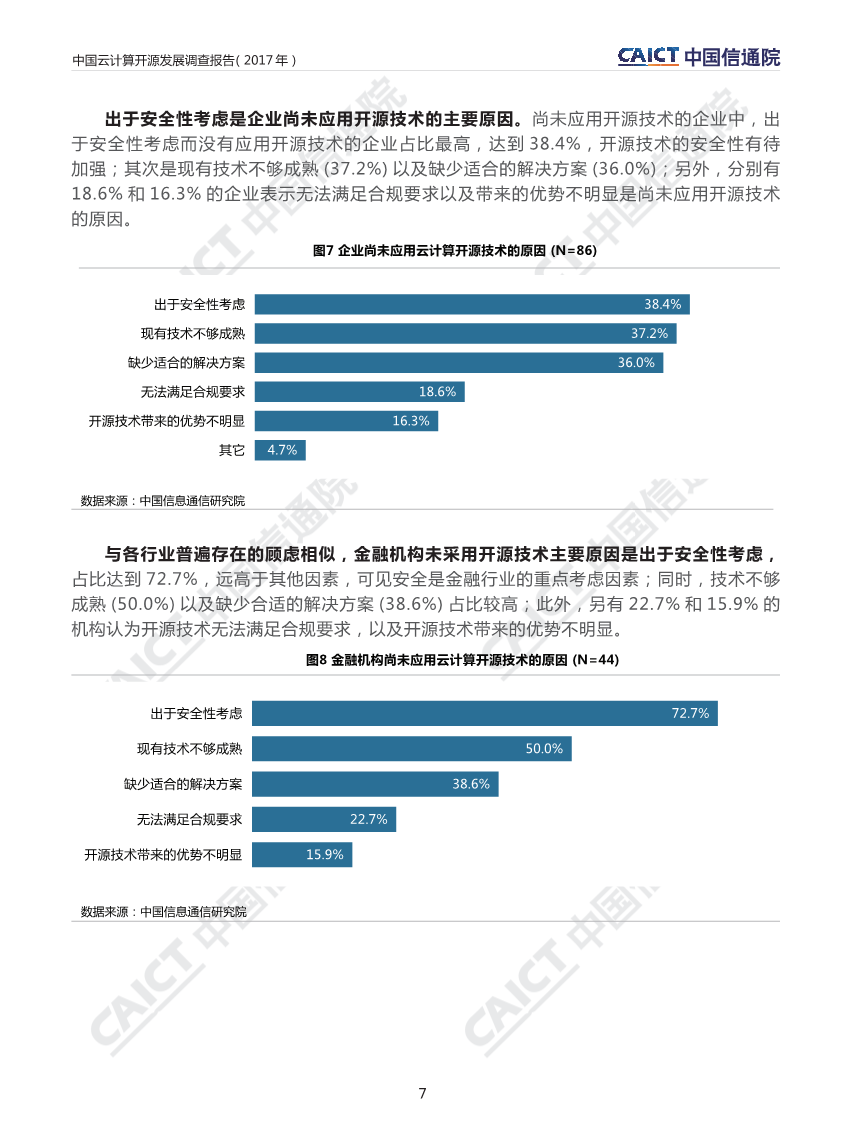 中国云计算开源发展调查报告( 2017 年 )
CAICT 中国信通院
出于安全性考虑是企业尚未应用开源技术的主要原因。尚未应用开源技术的企业中，出
于安全性考虑而没有应用开源技术的企业占比最高，达到 38.4%，开源技术的安全性有待
加强；其次是现有技术不够成熟 (37.2%) 以及缺少适合的解决方案 (36.0%)；另外，分别有
18.6% 和 16.3% 的企业表示无法满足合规要求以及带来的优势不明显是尚未应用开源技术
的原因。
图7 企业尚未应用云计算开源技术的原因 (N=86)
出于安全性考虑 38.4%
现有技术不够成熟 37.2%
缺少适合的解决方案 36.0%
无法满足合规要求 18.6%
开源技术带来的优势不明显 16.3%
其它 4.7%
数据来源：中国信息通信研究院
与各行业普遍存在的顾虑相似，金融机构未采用开源技术主要原因是出于安全性考虑，
占比达到 72.7%，远高于其他因素，可见安全是金融行业的重点考虑因素；同时，技术不够
成熟 (50.0%) 以及缺少合适的解决方案 (38.6%) 占比较高；此外，另有 22.7% 和 15.9% 的
机构认为开源技术无法满足合规要求，以及开源技术带来的优势不明显。
图8 金融机构尚未应用云计算开源技术的原因 (N=44)
出于安全性考虑 72.7%
现有技术不够成熟 50.0%
缺少适合的解决方案 38.6%
无法满足合规要求 22.7%
开源技术带来的优势不明显 15.9%
数据来源：中国信息通信研究院
7